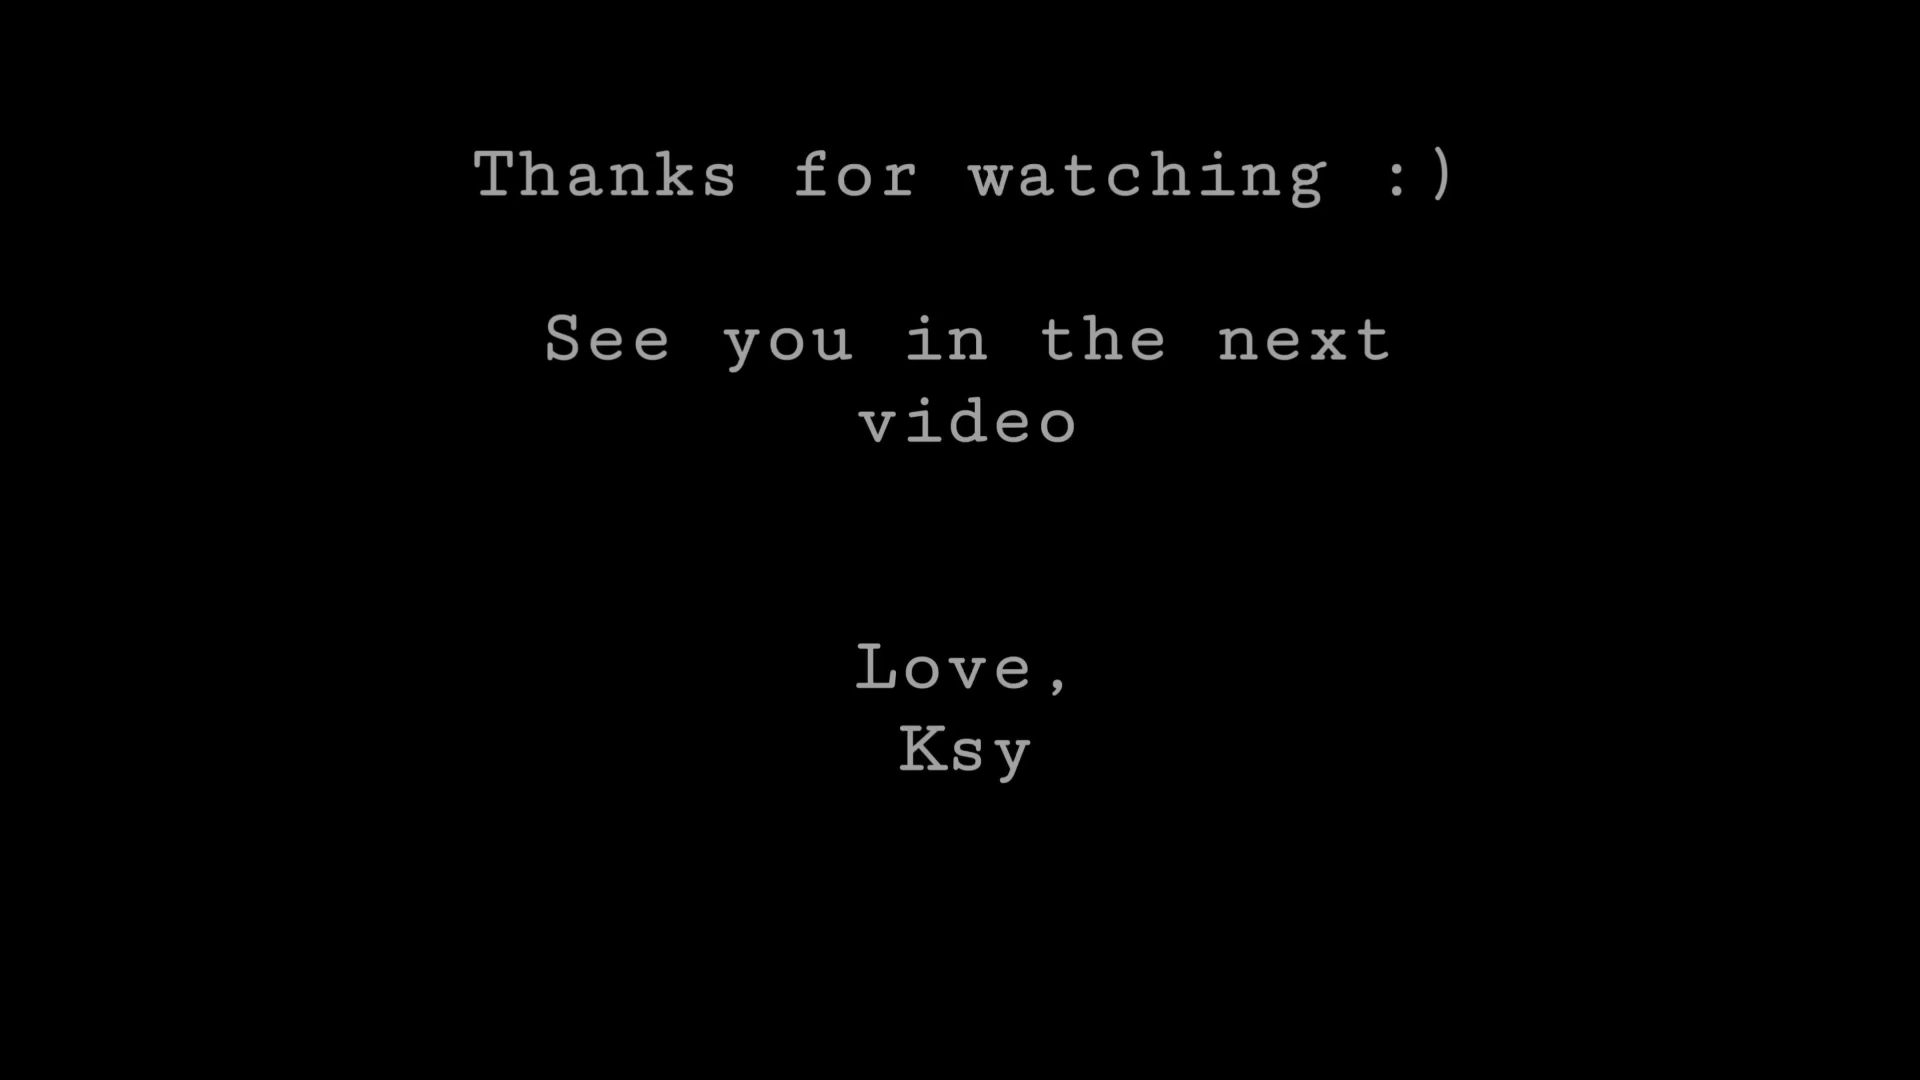 Thanks for watching :)
See you in the next
video
Love,
Ksy